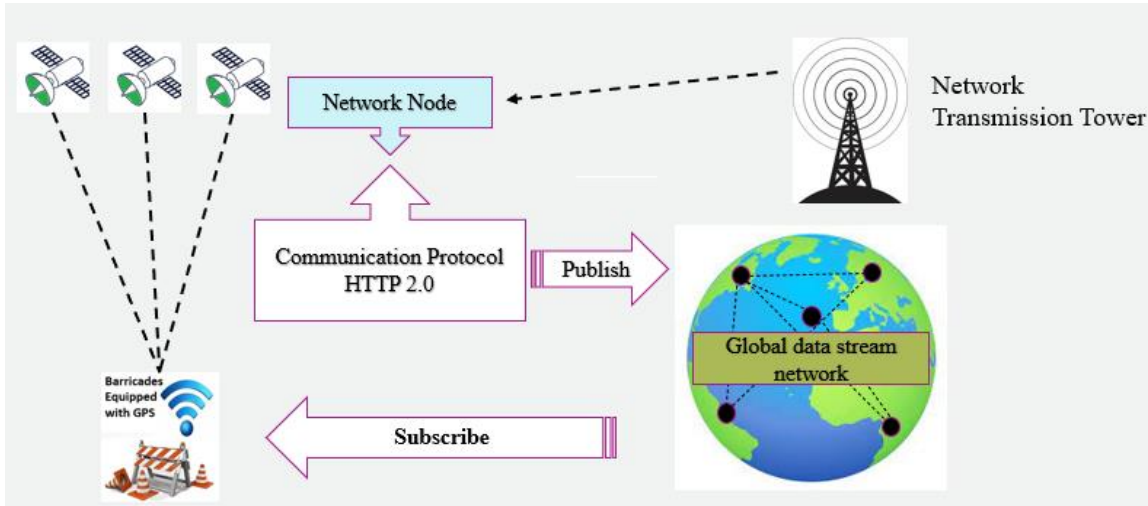 Network Node
Network
Transmission Tower
Communication Protocol
HTTP 2.0
Publish
Global data stream
network
Barricades
Equipped
with GPS
Subscribe